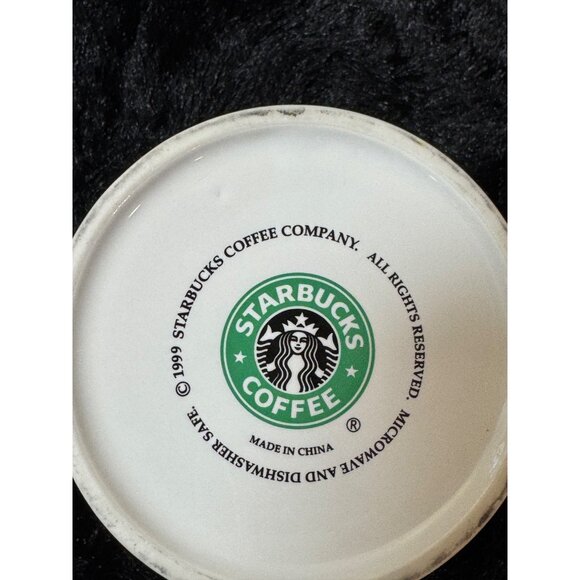 © 1999 STARBUCKS COFFEE COMPANY. ALL RIGHTS RESERVED. MICROWAVE AND DISHWASHER SAFE.
STARBUCKS
COFFEE
®
MADE IN CHINA